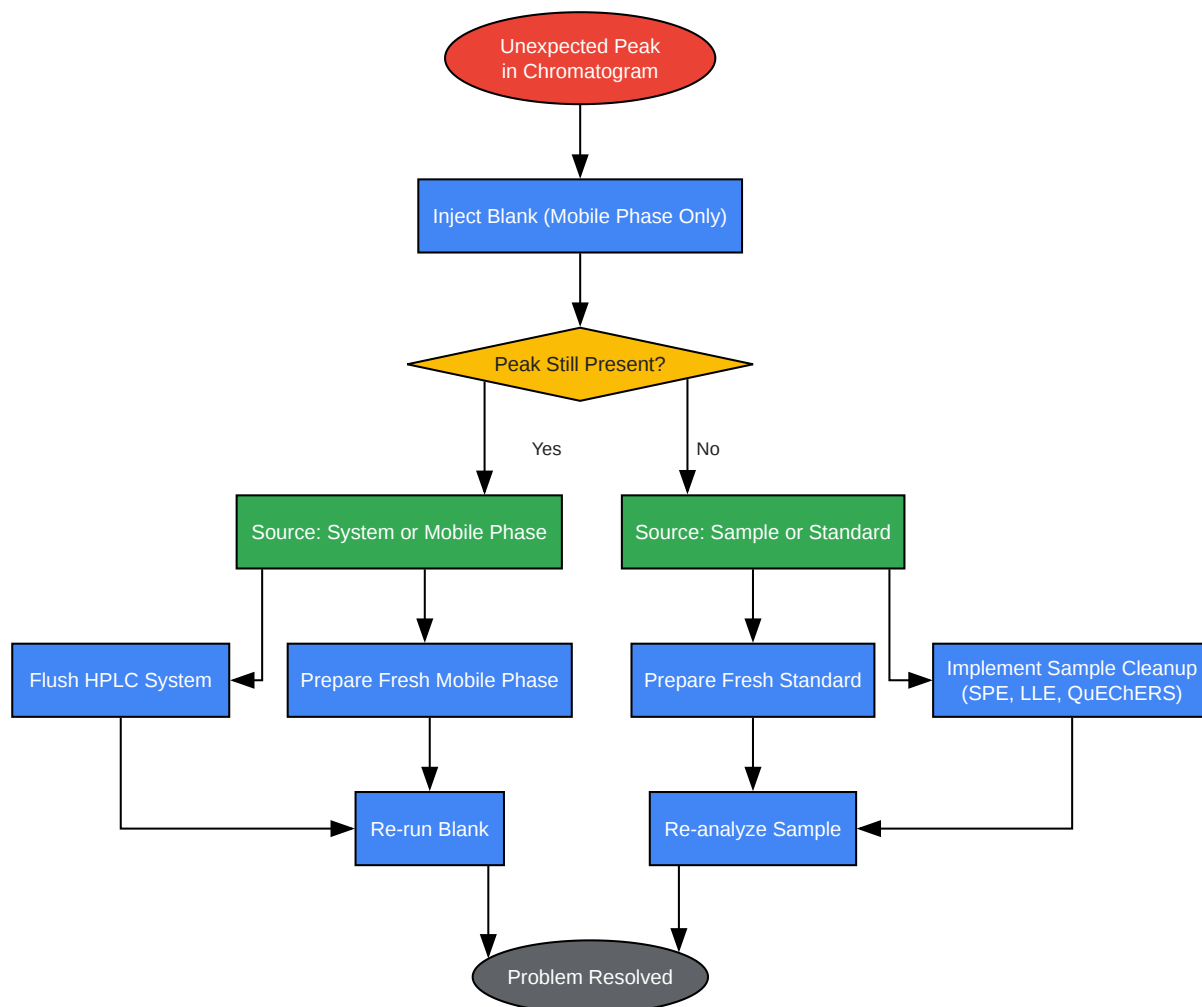 Unexpected Peak
in Chromatogram
Inject Blank (Mobile Phase Only)
Peak Still Present?
Yes
No
Source: System or Mobile Phase
Source: Sample or Standard
Flush HPLC System
Prepare Fresh Mobile Phase
Prepare Fresh Standard
Implement Sample Cleanup
(SPE, LLE, QuEChERS)
Re-run Blank
Re-analyze Sample
Problem Resolved